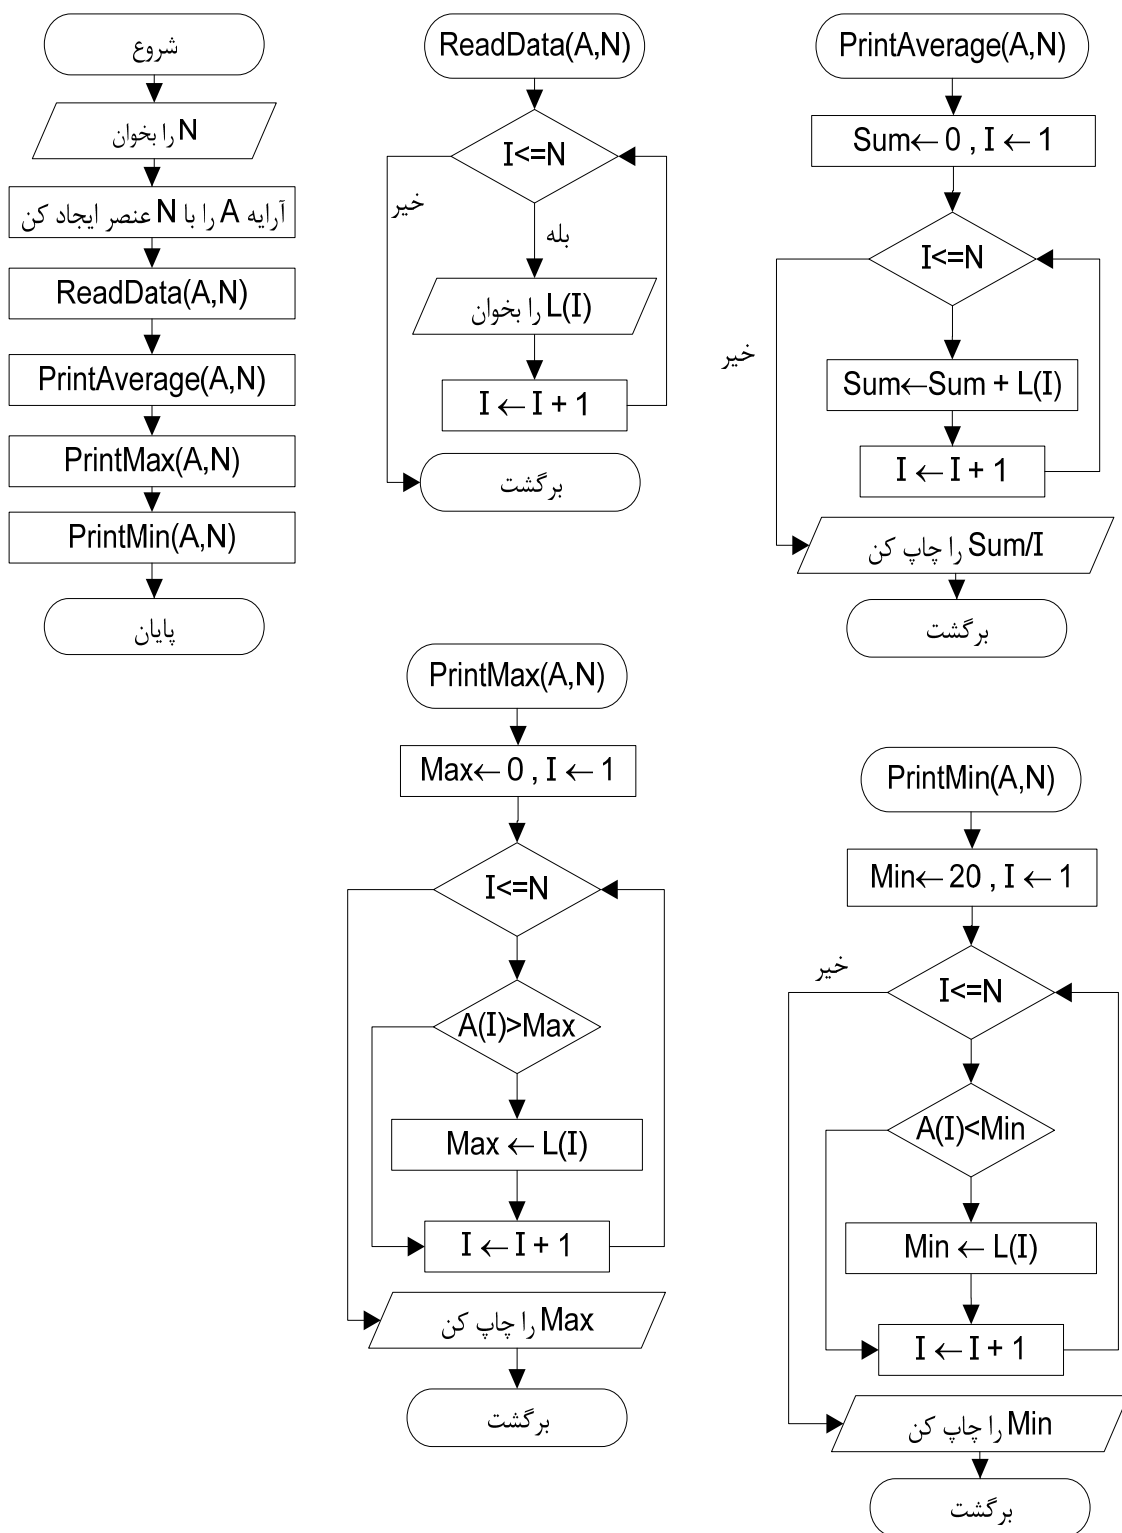 شروع
N را بخوان
آرایه A را با N عنصر ایجاد کن
ReadData(A,N)
PrintAverage(A,N)
PrintMax(A,N)
PrintMin(A,N)
پایان
ReadData(A,N)
I<=N
خیر
بله
L(I) را بخوان
I ← I + 1
برگشت
PrintAverage(A,N)
Sum← 0 , I ← 1
I<=N
خیر
Sum←Sum + L(I)
I ← I + 1
Sum/I را چاپ کن
برگشت
PrintMax(A,N)
Max← 0 , I ← 1
I<=N
A(I)>Max
Max ← L(I)
I ← I + 1
Max را چاپ کن
برگشت
PrintMin(A,N)
Min← 20 , I ← 1
خیر
I<=N
A(I)<Min
Min ← L(I)
I ← I + 1
Min را چاپ کن
برگشت